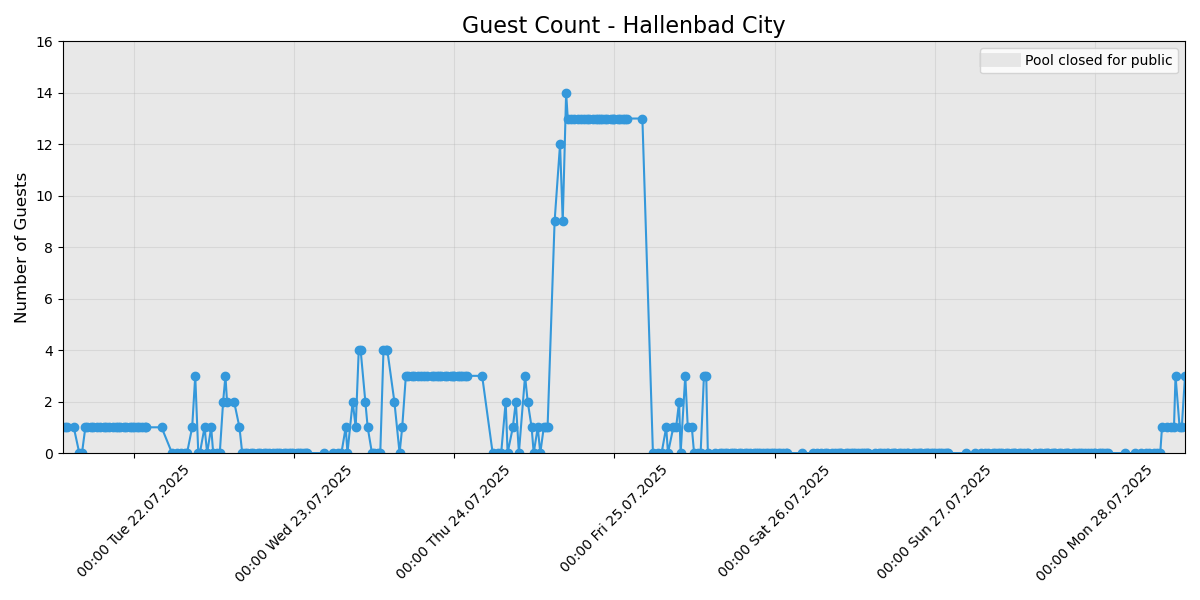 Guest Count - Hallenbad City
Pool closed for public
Number of Guests
16
14
12
10
8
6
4
2
0
00:00 Tue 22.07.2025
00:00 Wed 23.07.2025
00:00 Thu 24.07.2025
00:00 Fri 25.07.2025
00:00 Sat 26.07.2025
00:00 Sun 27.07.2025
00:00 Mon 28.07.2025